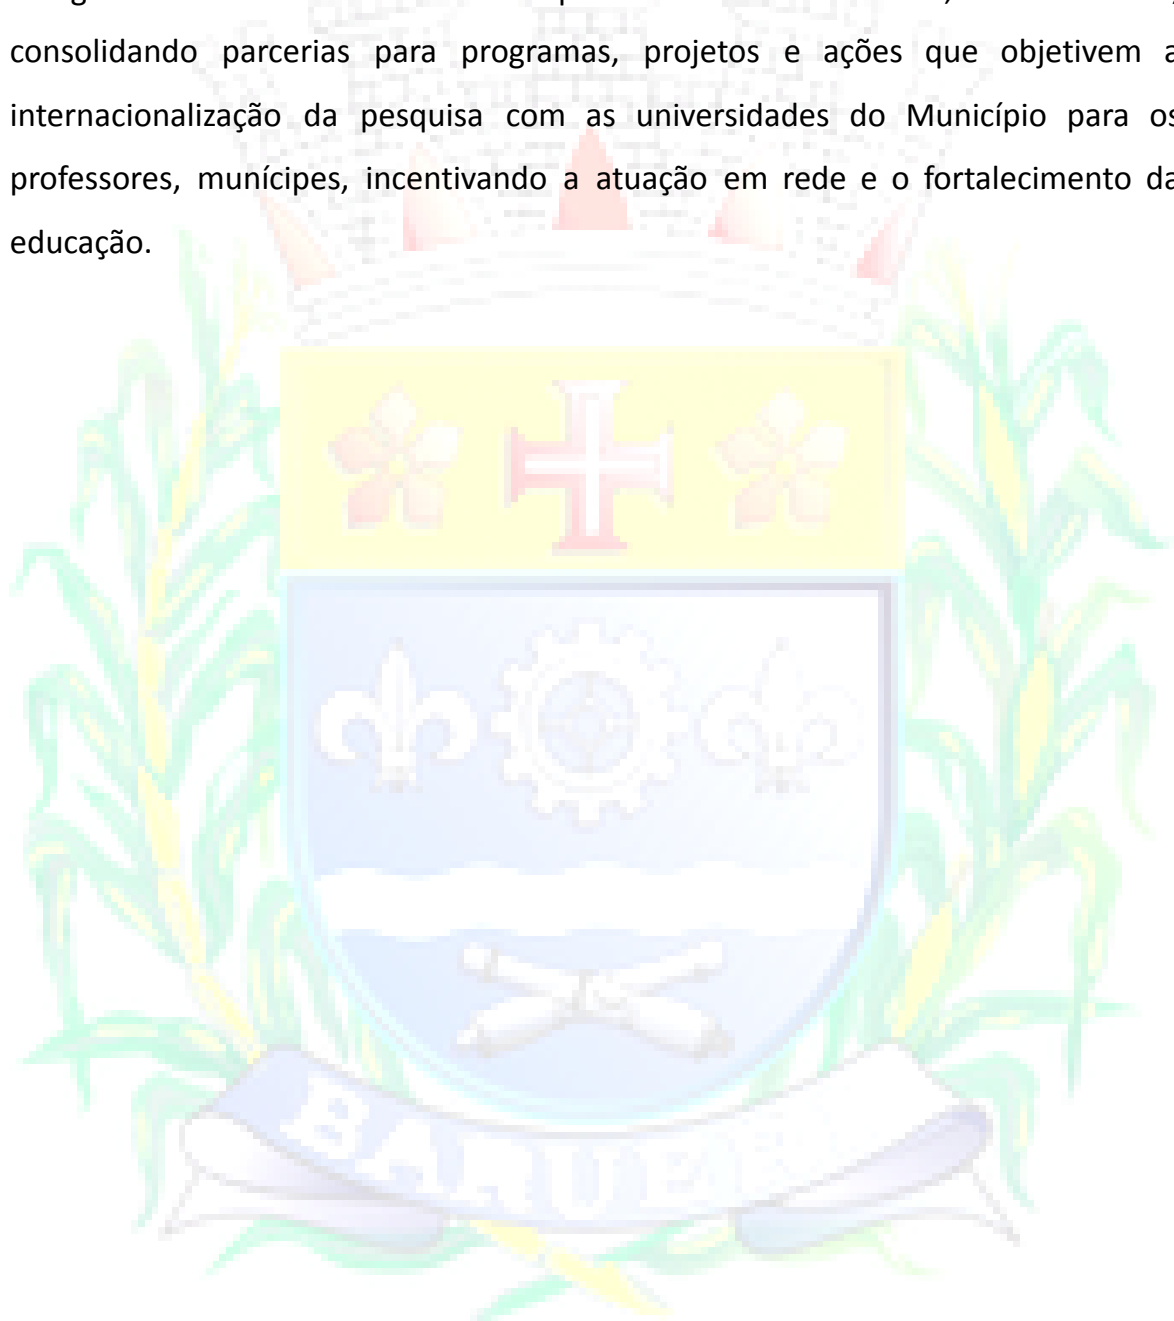 consolidando parcerias para programas, projetos e ações que objetivem a
internacionalização da pesquisa com as universidades do Município para os
professores, munícipes, incentivando a atuação em rede e o fortalecimento da
educação.
BARUERI